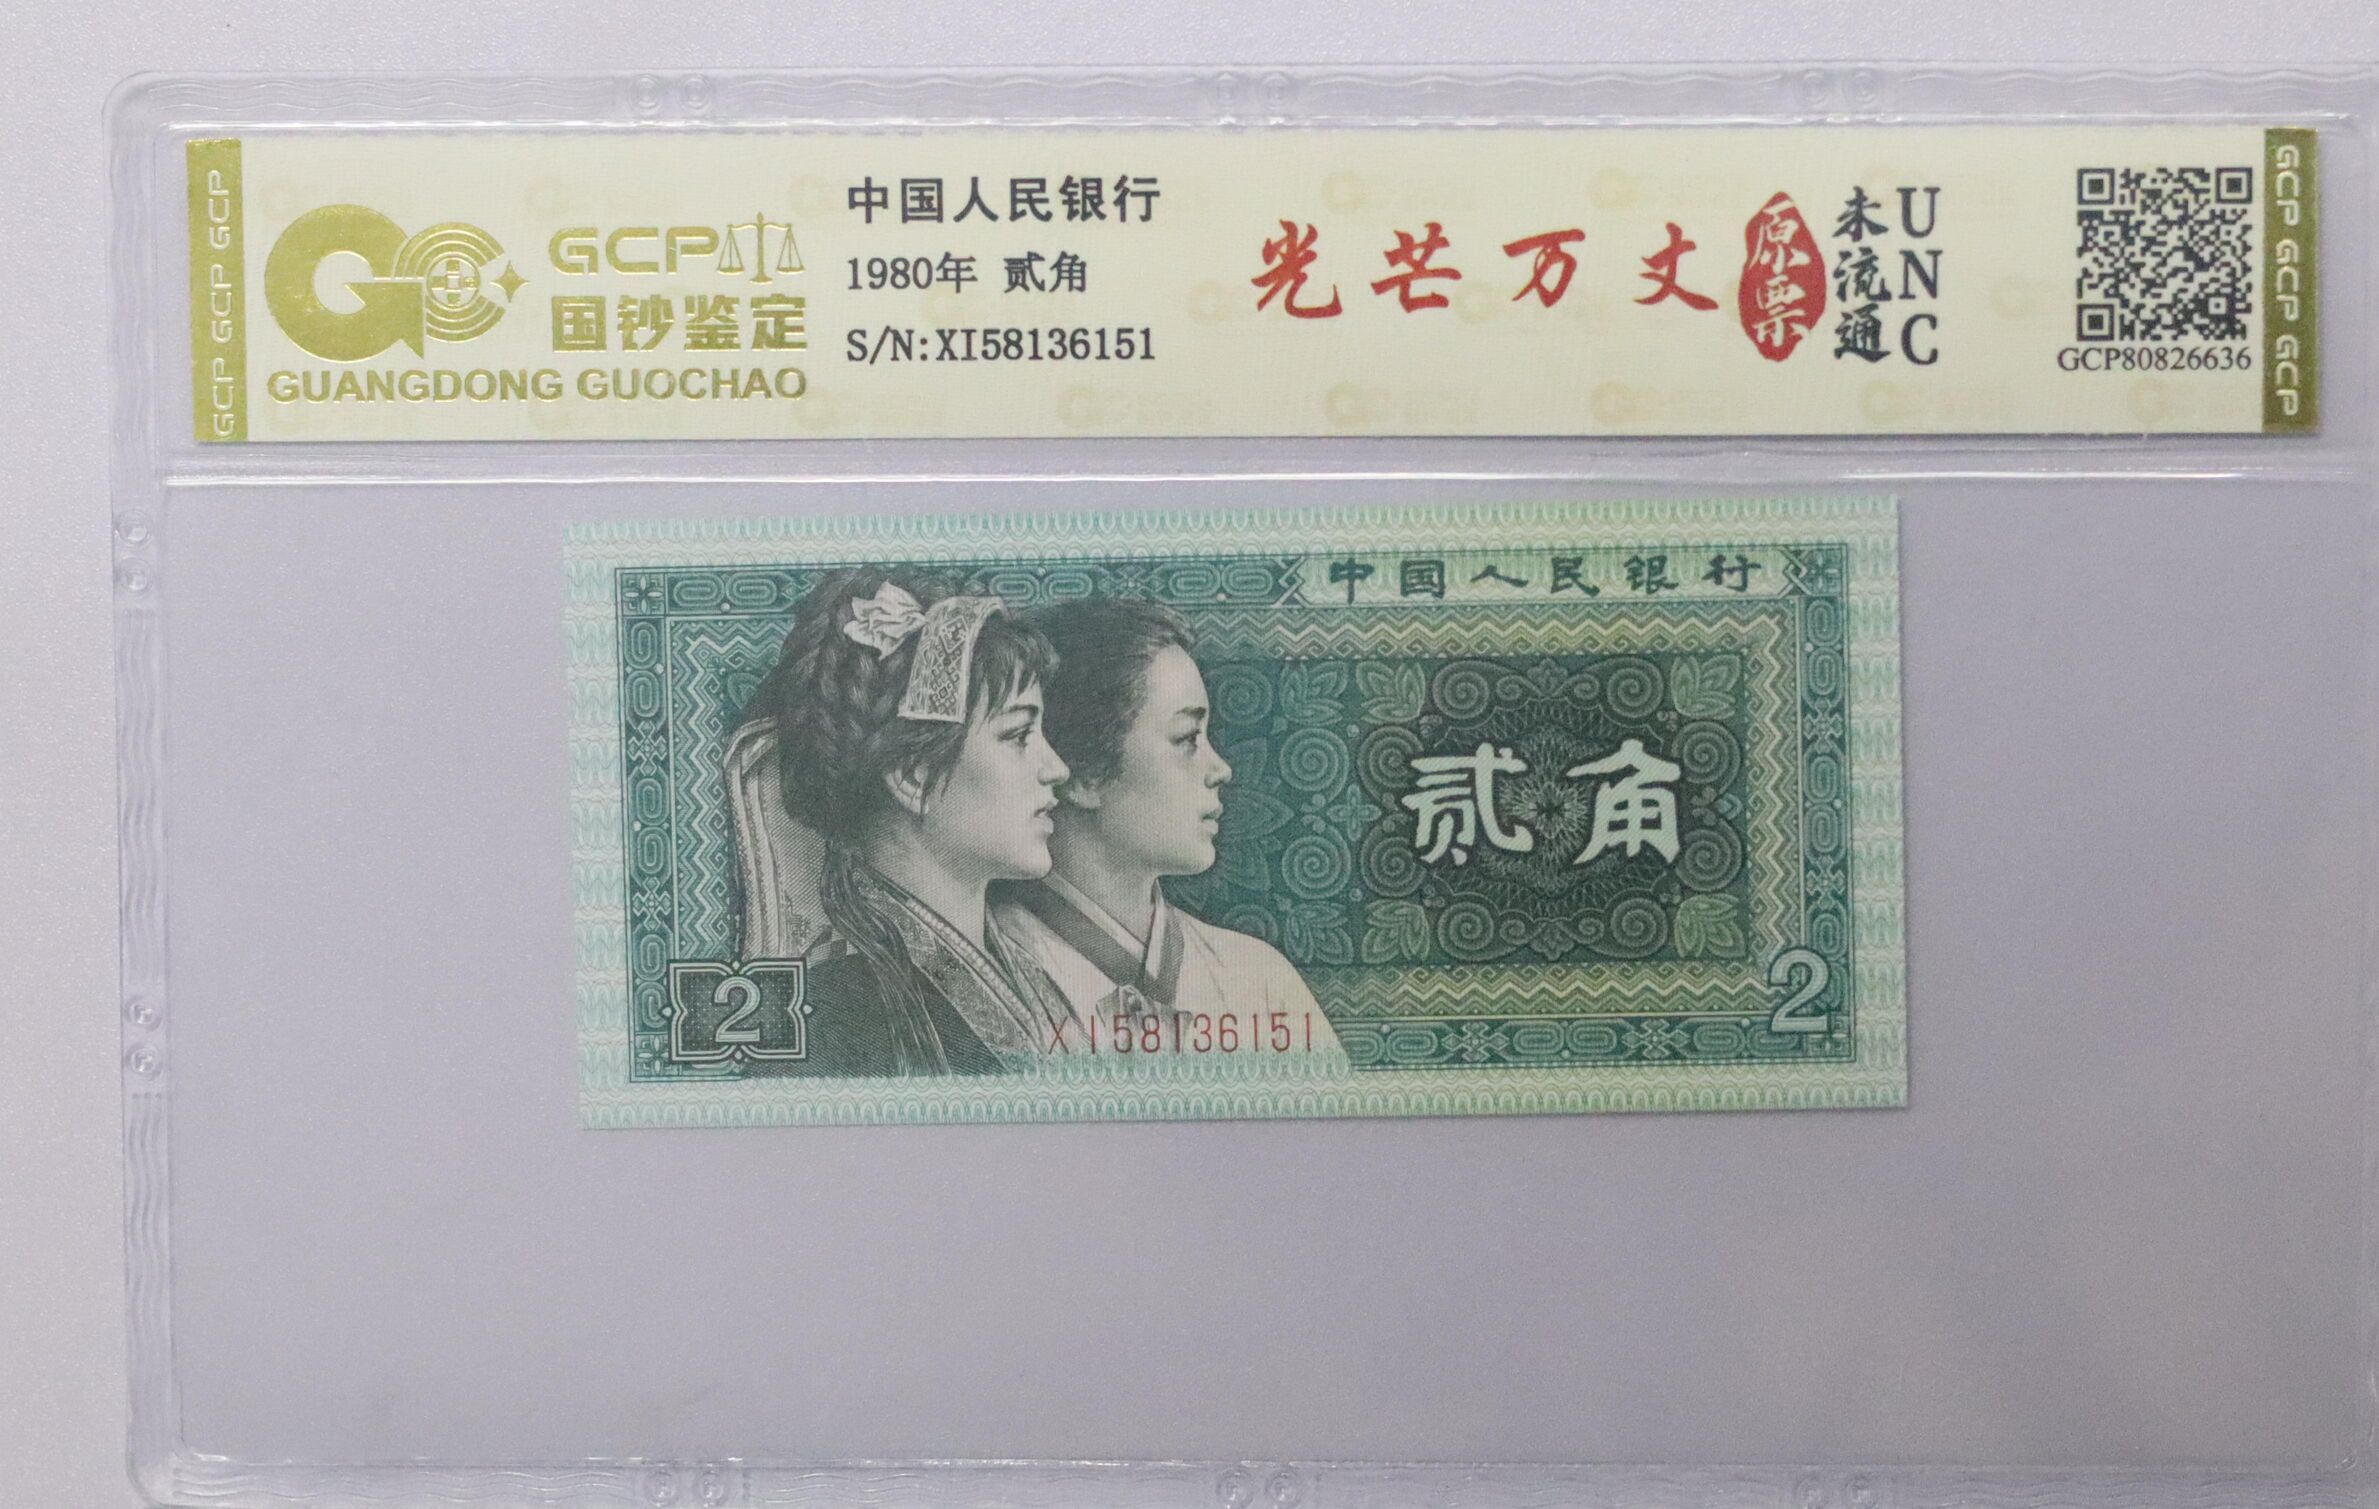 GCP GCP GCP
GCP
国钞鉴定
GUANGDONG GUOCHAO
中国人民银行
1980年 贰角
S/N:XI58136151
光芒万丈
原票
未流通
UNC
GCP80826636
GCP GCP GCP
中国人民银行
贰角
2
XI58136151
2